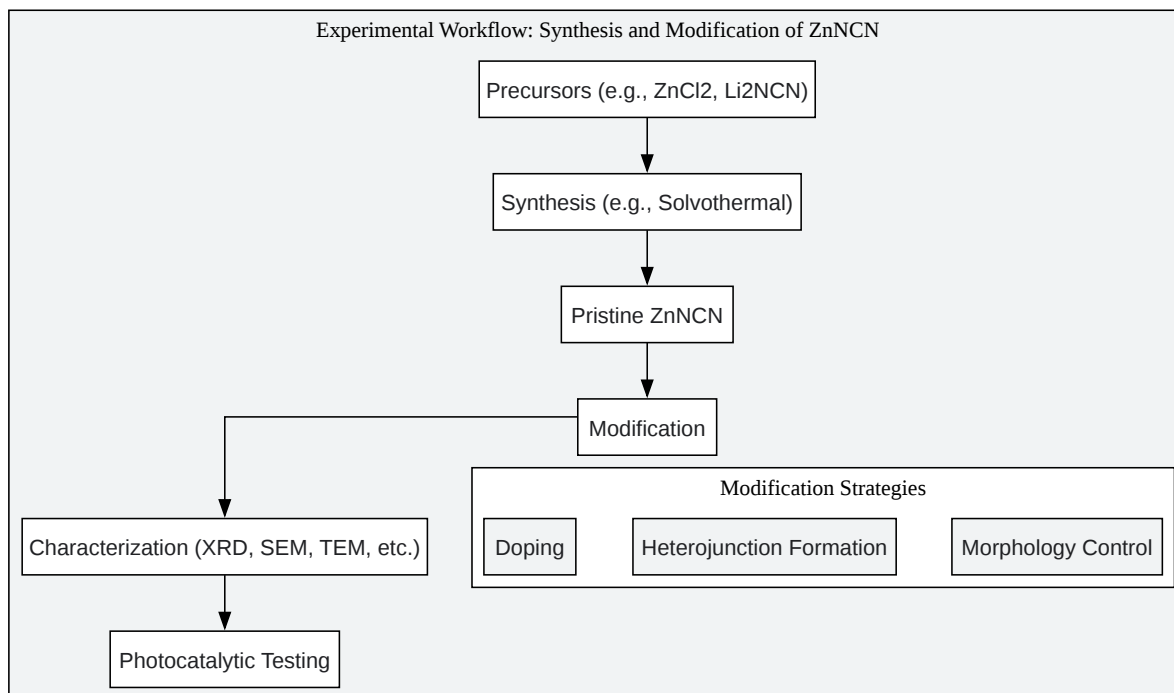 Experimental Workflow: Synthesis and Modification of ZnNCN
Precursors (e.g., ZnCl2, Li2NCN)
Synthesis (e.g., Solvothermal)
Pristine ZnNCN
Modification
Modification Strategies
Doping
Heterojunction Formation
Morphology Control
Characterization (XRD, SEM, TEM, etc.)
Photocatalytic Testing